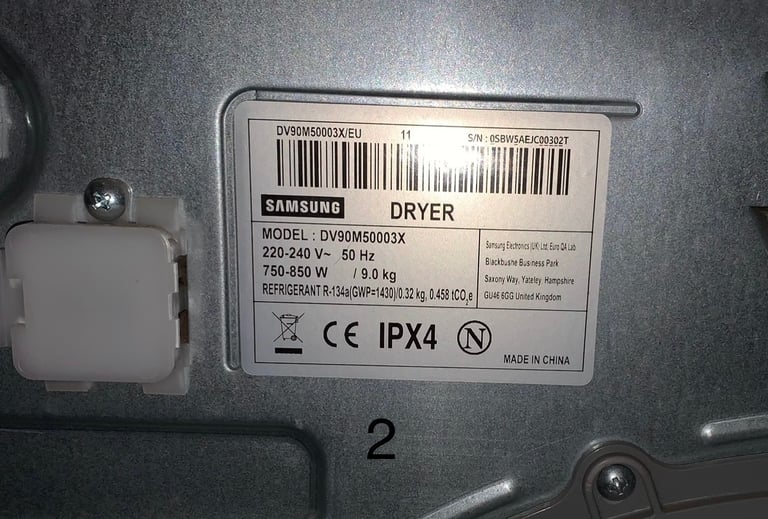 DV90M50003X/EU 11 S/N : 0SBW5AEJC00302T
SAMSUNG DRYER
MODEL : DV90M50003X
220-240 V~ 50 Hz
750-850 W / 9.0 kg
REFRIGERANT R-134a(GWP=1430)/0.32 kg, 0.458 tCO₂e
Samsung Electronics (UK) Ltd, Euro QA Lab
Blackbushe Business Park
Saxony Way, Yateley, Hampshire
GU46 6GG United Kingdom
CE IPX4 N
MADE IN CHINA
2